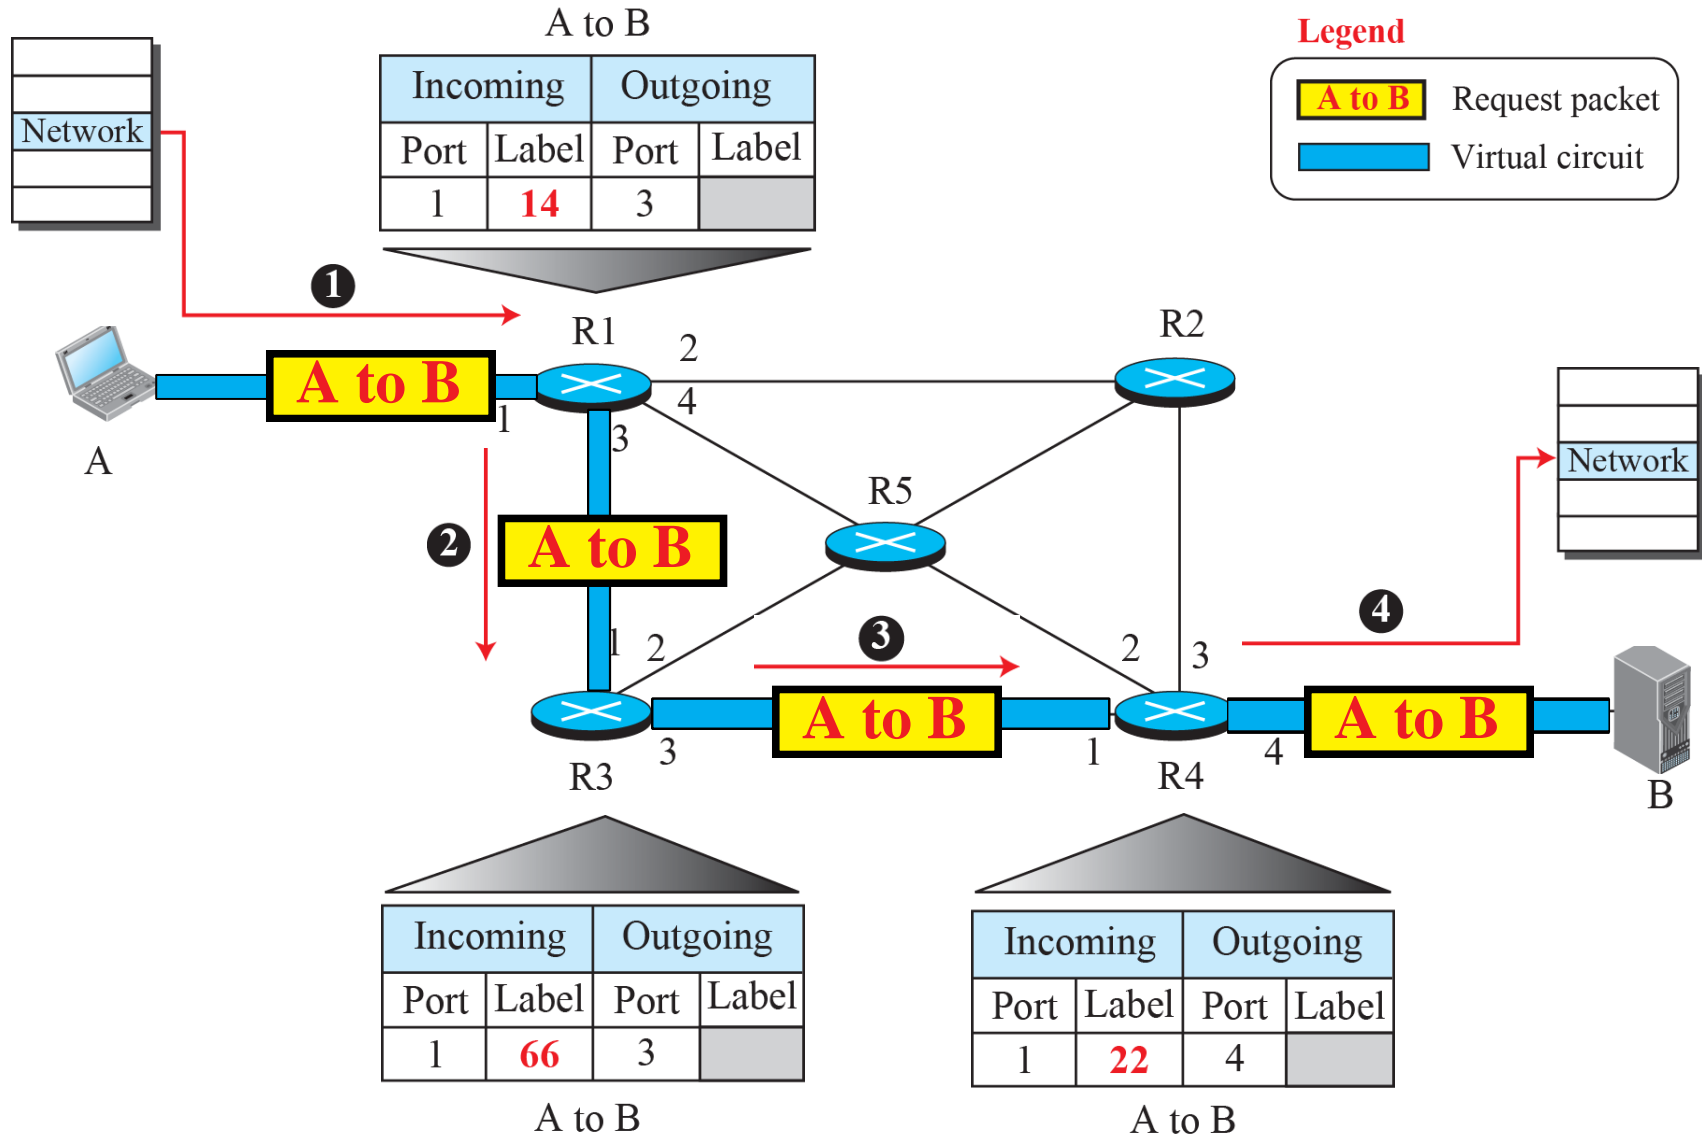 A to B
Legend
Incoming Outgoing
A to B Request packet
Network
Port Label Port Label
Virtual circuit
1 14 3
1
R1
R2
2
A to B
4
1
3
A
Network
R5
2
A to B
4
3
1
2
2
3
A to B
A to B
3
1
4
R3
R4
B
Incoming Outgoing
Port Label Port Label
1 66 3
A to B
Incoming Outgoing
Port Label Port Label
1 22 4
A to B